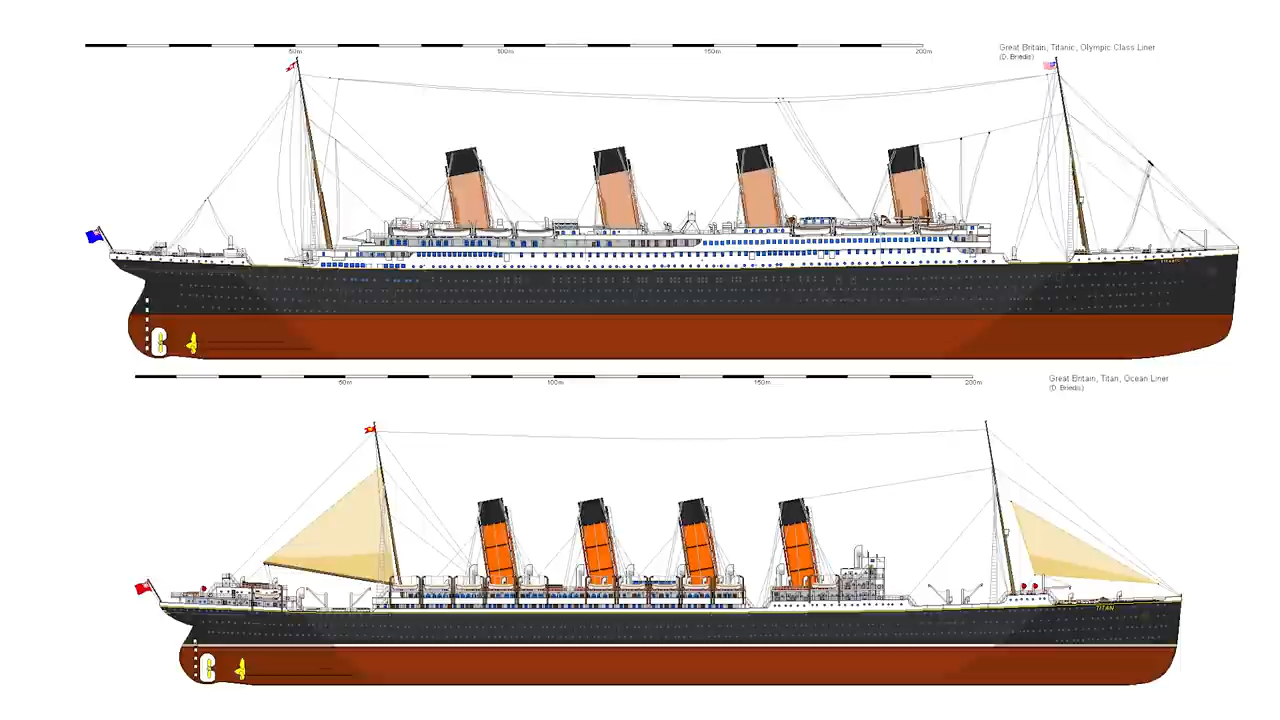 50m 100m 150m 200m
Great Britain, Titanic, Olympic Class Liner
(D. Briedis)
TITANIC
50m 100m 150m 200m
Great Britain, Titan, Ocean Liner
(D. Briedis)
TITAN